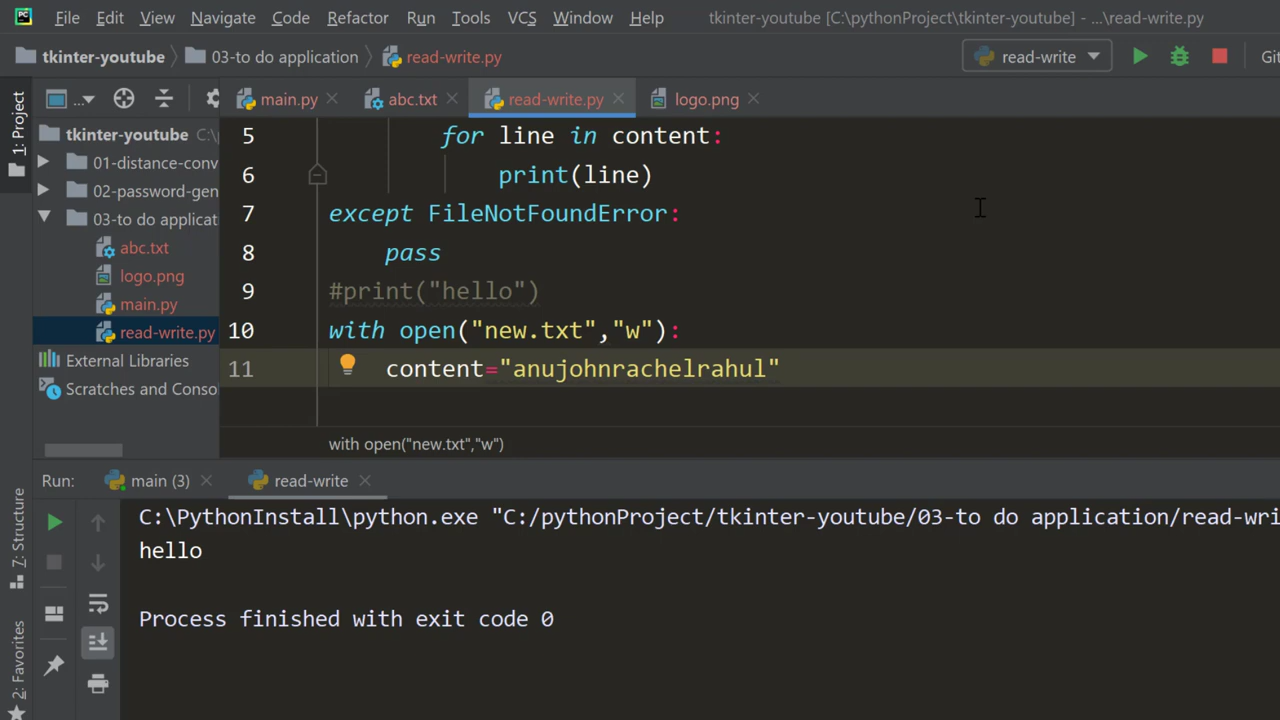 File Edit View Navigate Code Refactor Run Tools VCS Window Help tkinter-youtube [C:\pythonProject\tkinter-youtube] - ...\read-write.py
tkinter-youtube 03-to do application read-write.py read-write Git
1: Project
... main.py abc.txt read-write.py logo.png
tkinter-youtube C:\
01-distance-conv
02-password-gen
03-to do applicat
abc.txt
logo.png
main.py
read-write.py
External Libraries
Scratches and Conso
5 for line in content:
6 print(line)
7 except FileNotFoundError:
8 pass
9 #print("hello")
10 with open("new.txt","w"):
11 content="anujohnrachelrahul"
with open("new.txt","w")
Run: main (3) read-write
C:\PythonInstall\python.exe "C:/pythonProject/tkinter-youtube/03-to do application/read-wri
hello
Process finished with exit code 0
7: Structure
2: Favorites